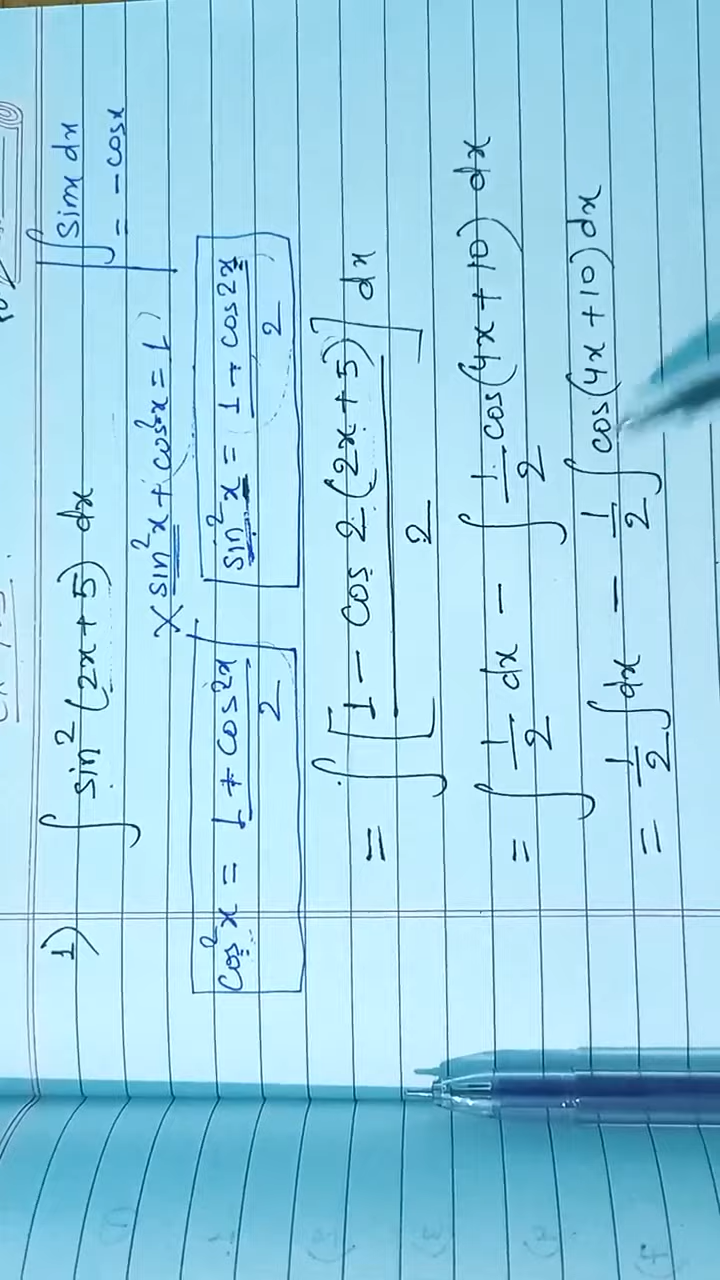 1) ∫ sin² (2x + 5) dx
∫ sinx dx
= -cosx
× sin²x + cos²x = 1
cos²x = 1 + cos2x / 2
sin²x = 1 - cos2x / 2
= ∫ [ 1 - cos 2 (2x + 5) / 2 ] dx
= ∫ 1/2 dx - ∫ 1/2 cos(4x + 10) dx
= 1/2 ∫ dx - 1/2 ∫ cos(4x + 10) dx